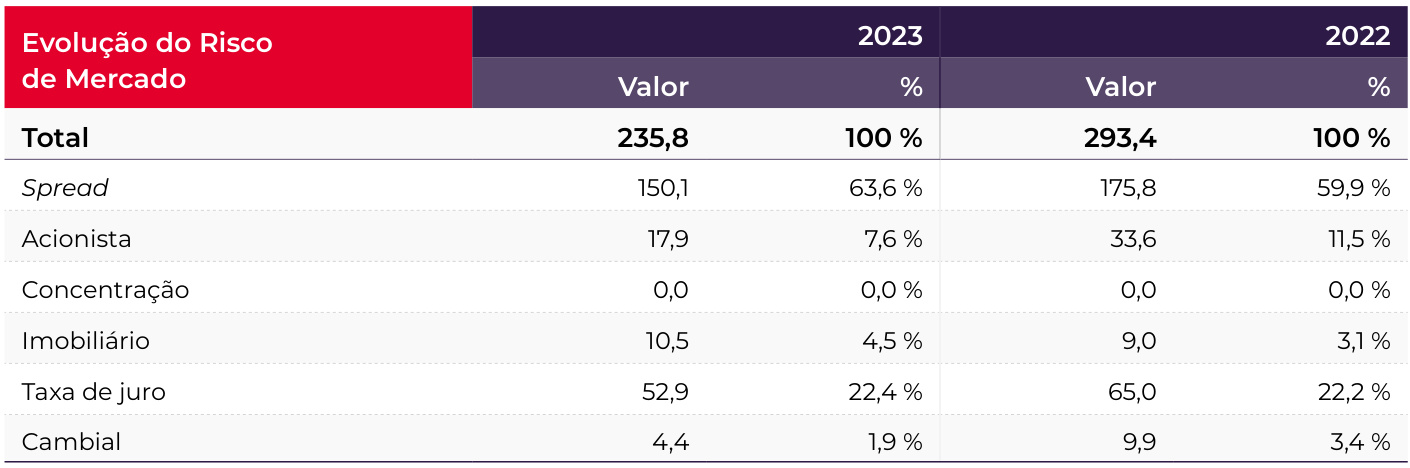 Evolução do Risco
de Mercado
2023 2022
Valor % Valor %
Total 235,8 100 % 293,4 100 %
Spread 150,1 63,6 % 175,8 59,9 %
Acionista 17,9 7,6 % 33,6 11,5 %
Concentração 0,0 0,0 % 0,0 0,0 %
Imobiliário 10,5 4,5 % 9,0 3,1 %
Taxa de juro 52,9 22,4 % 65,0 22,2 %
Cambial 4,4 1,9 % 9,9 3,4 %